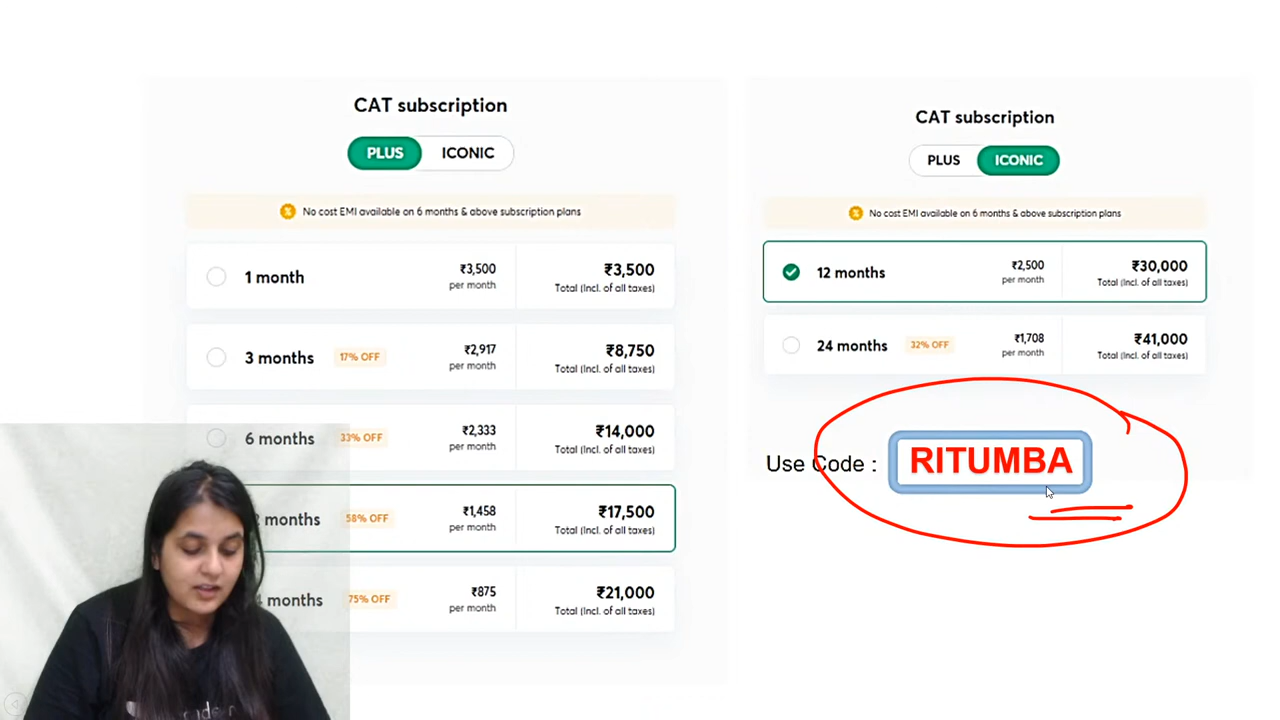 CAT subscription
PLUS ICONIC
No cost EMI available on 6 months & above subscription plans
1 month ₹3,500 ₹3,500
per month Total (Incl. of all taxes)
3 months 17% OFF ₹2,917 ₹8,750
per month Total (Incl. of all taxes)
6 months 33% OFF ₹2,333 ₹14,000
per month Total (Incl. of all taxes)
months 58% OFF ₹1,458 ₹17,500
per month Total (Incl. of all taxes)
months 75% OFF ₹875 ₹21,000
per month Total (Incl. of all taxes)
CAT subscription
PLUS ICONIC
No cost EMI available on 6 months & above subscription plans
12 months ₹2,500 ₹30,000
per month Total (Incl. of all taxes)
24 months 32% OFF ₹1,708 ₹41,000
per month Total (Incl. of all taxes)
Use Code : RITUMBA